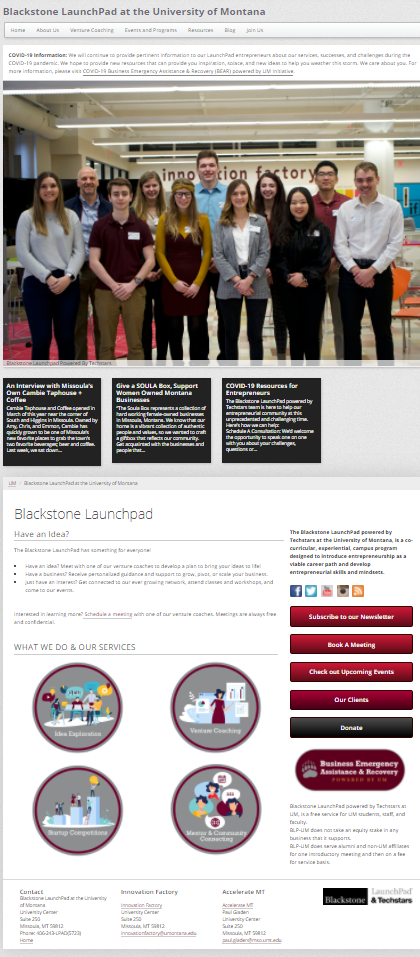 Blackstone LaunchPad at the University of Montana
Home About Us Venture Coaching Events and Programs Resources Blog Join Us
COVID-19 Information: We will continue to provide pertinent information to our LaunchPad entrepreneurs about our services, successes, and challenges during the
COVID-19 pandemic. We hope to provide new resources that can provide you inspiration, solace, and new ideas to help you weather this storm. We care about you. For
more information, please visit COVID-19 Business Emergency Assistance & Recovery (BEAR) powered by UM Initiative.
innovation factory
Blackstone Launchpad Powered By Techstars
An Interview with Missoula's
Own Cambie Taphouse +
Coffee
Cambie Taphouse and Coffee opened in
March of this year near the corner of
South and Higgins in Missoula. Owned by
Amy, Chris, and Emmon, Cambie has
quickly grown to be one of Missoula's
new favorite places to grab the town's
two favorite beverages; beer and coffee.
Last week, we sat down...
Give a SOULA Box, Support
Women Owned Montana
Businesses
"The Soula Box represents a collection of
hard working female-owned businesses
in Missoula, Montana. We know that our
home is a vibrant collection of authentic
people and values, so we wanted to craft
a giftbox that reflects our community.
Get acquainted with the businesses and
people that...
COVID-19 Resources for
Entrepreneurs
The Blackstone LaunchPad powered by
Techstars team is here to help our
entrepreneurial community at this
unprecedented and challenging time.
Here's how we can help:
Schedule A Consultation: We'd welcome
the opportunity to speak one on one
with you about your challenges,
questions, or...
UM / Blackstone LaunchPad at the University of Montana
Blackstone Launchpad
Have an Idea?
The Blackstone LaunchPad has something for everyone!
Have an idea? Meet with one of our venture coaches to develop a plan to bring your ideas to life!
Have a business? Receive personalized guidance and support to grow, pivot, or scale your business.
Just have an interest? Get connected to our ever growing network, attend classes and workshops, and
come to our events.
Interested in learning more? Schedule a meeting with one of our venture coaches. Meetings are always free
and confidential.
WHAT WE DO & OUR SERVICES
Idea Exploration
Venture Coaching
Startup Competitions
Mentor & Community
Connecting
The Blackstone LaunchPad powered by
Techstars at the University of Montana, is a co-
curricular, experiential, campus program
designed to introduce entrepreneurship as a
viable career path and develop
entrepreneurial skills and mindsets.
Subscribe to our Newsletter
Book A Meeting
Check out Upcoming Events
Our Clients
Donate
Business Emergency
Assistance & Recovery
POWERED BY UM
Blackstone LaunchPad powered by Techstars at
UM, is a free service for UM students, staff, and
faculty.
BLP-UM does not take an equity stake in any
business that it supports.
BLP-UM does serve alumni and non-UM affiliates
for one introductory meeting and then on a fee
for service basis.
Contact
Blackstone LaunchPad at the University
of Montana
University Center
Suite 250
Missoula, MT 59812
Phone: 406-243-LPAD(5723)
Home
Innovation Factory
Innovation Factory
University Center
Suite 250
Missoula, MT 59812
innovationfactory@umontana.edu
Accelerate MT
Accelerate MT
Paul Gladen
University Center
Suite 250
Missoula, MT 59812
paul.gladen@mso.umt.edu
Blackstone LaunchPad
& Techstars